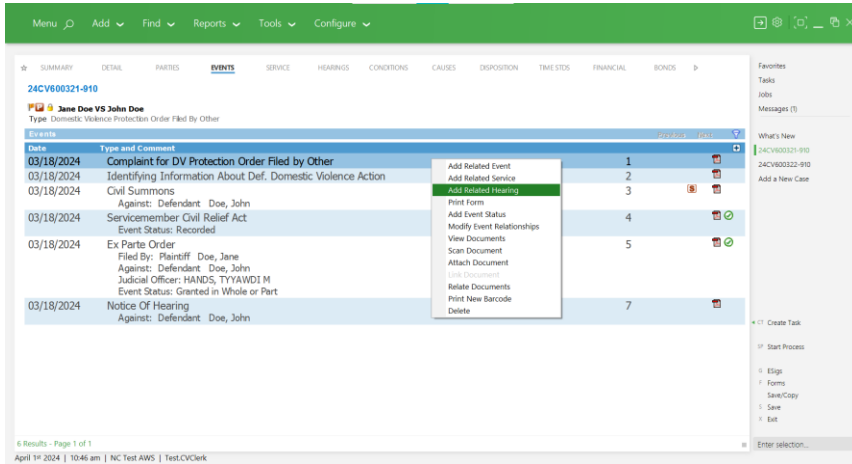 Menu Add Find Reports Tools Configure
SUMMARY DETAIL PARTIES EVENTS SERVICE HEARINGS CONDITIONS CAUSES DISPOSITION TIME STDS FINANCIAL BONDS
24CV600321-910
Jane Doe VS John Doe
Type Domestic Violence Protection Order Filed By Other
Events
Date Type and Comment
03/18/2024 Complaint for DV Protection Order Filed by Other 1
03/18/2024 Identifying Information About Def. Domestic Violence Action 2
03/18/2024 Civil Summons 3 S
Against: Defendant Doe, John
03/18/2024 Servicemember Civil Relief Act 4
Event Status: Recorded
03/18/2024 Ex Parte Order 5
Filed By: Plaintiff Doe, Jane
Against: Defendant Doe, John
Judicial Officer: HANDS, TYYAWDI M
Event Status: Granted in Whole or Part
03/18/2024 Notice Of Hearing 7
Against: Defendant Doe, John
Add Related Event
Add Related Service
Add Related Hearing
Print Form
Add Event Status
Modify Event Relationships
View Documents
Scan Document
Attach Document
Link Document
Relate Documents
Print New Barcode
Delete
Favorites
Tasks
Jobs
Messages (1)
What's New
24CV600321-910
24CV600322-910
Add a New Case
CT Create Task
SP Start Process
G ESigs
F Forms
Save/Copy
S Save
X Exit
Enter selection...
6 Results - Page 1 of 1
April 1st 2024 | 10:46 am | NC Test AWS | Test.CVClerk